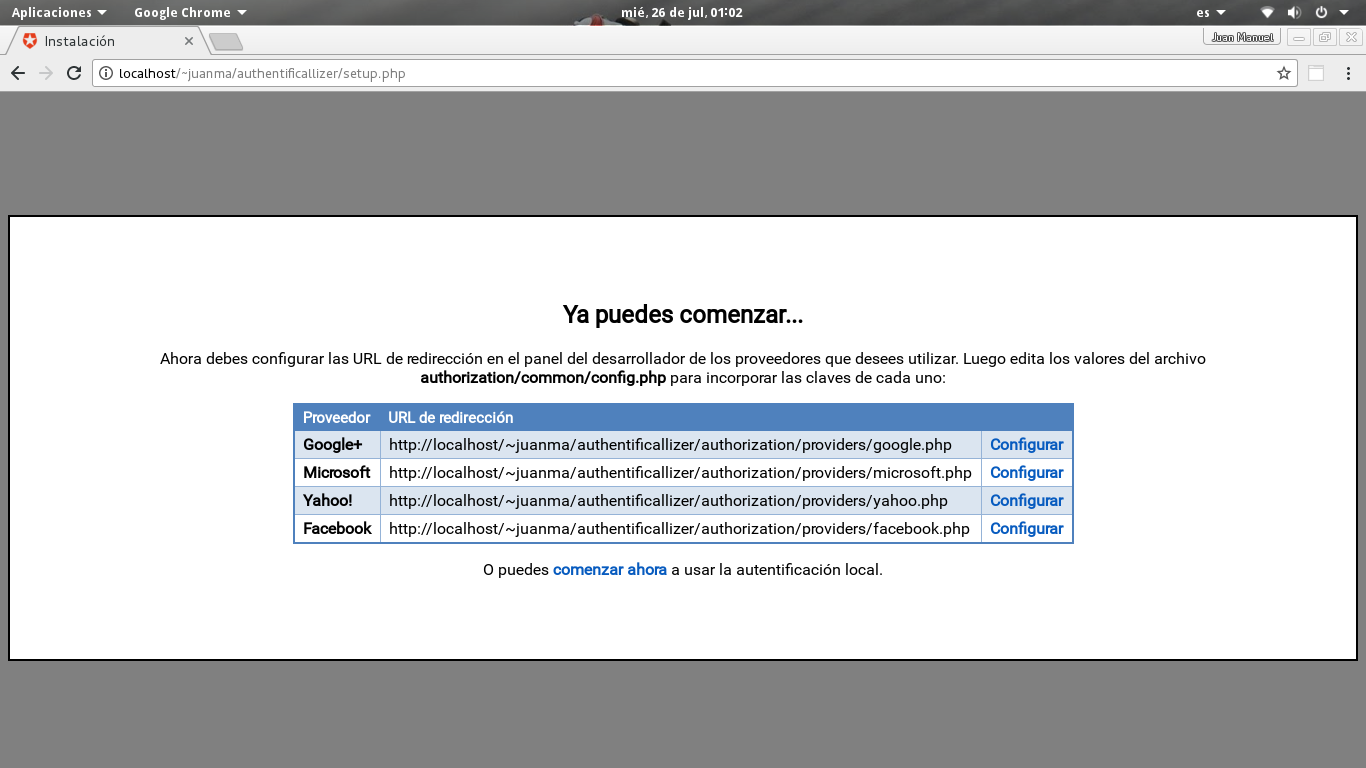 Aplicaciones Google Chrome mié, 26 de jul, 01:02 es
Instalación Juan Manuel
localhost/~juanma/authentificallizer/setup.php
Ya puedes comenzar...
Ahora debes configurar las URL de redirección en el panel del desarrollador de los proveedores que desees utilizar. Luego edita los valores del archivo
authorization/common/config.php para incorporar las claves de cada uno:
Proveedor URL de redirección
Google+ http://localhost/~juanma/authentificallizer/authorization/providers/google.php Configurar
Microsoft http://localhost/~juanma/authentificallizer/authorization/providers/microsoft.php Configurar
Yahoo! http://localhost/~juanma/authentificallizer/authorization/providers/yahoo.php Configurar
Facebook http://localhost/~juanma/authentificallizer/authorization/providers/facebook.php Configurar
O puedes comenzar ahora a usar la autentificación local.